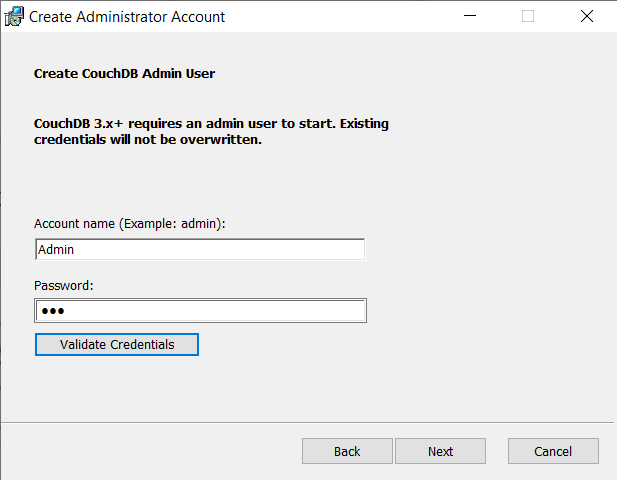 Create Administrator Account
Create CouchDB Admin User
CouchDB 3.x+ requires an admin user to start. Existing
credentials will not be overwritten.
Account name (Example: admin):
Admin
Password:
●●●
Validate Credentials
Back
Next
Cancel